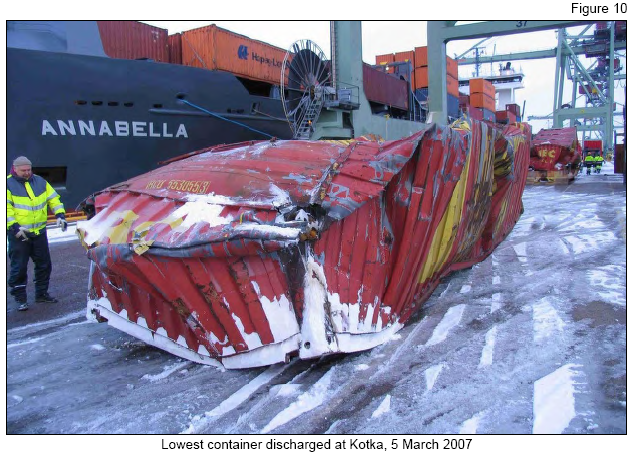 Figure 10
37
Hapag-Lloyd
ANNABELLA
Lowest container discharged at Kotka, 5 March 2007